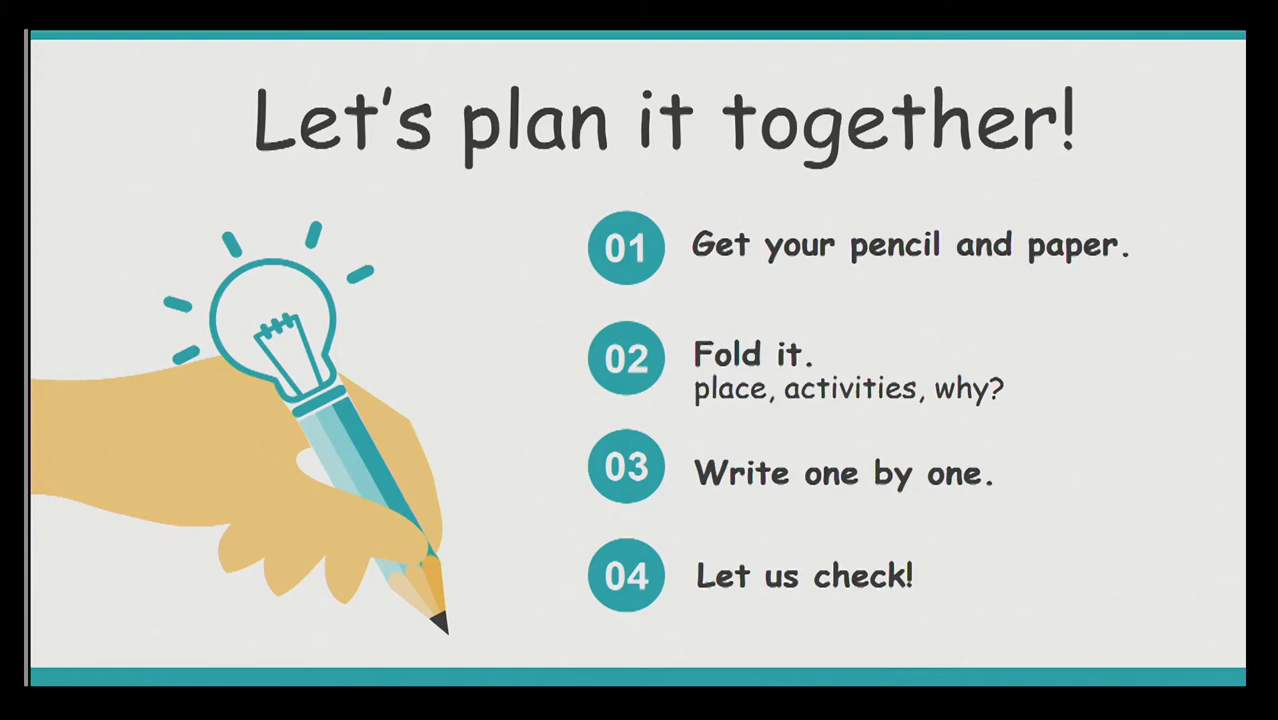 Let's plan it together!
01 Get your pencil and paper.
02 Fold it.
place, activities, why?
03 Write one by one.
04 Let us check!